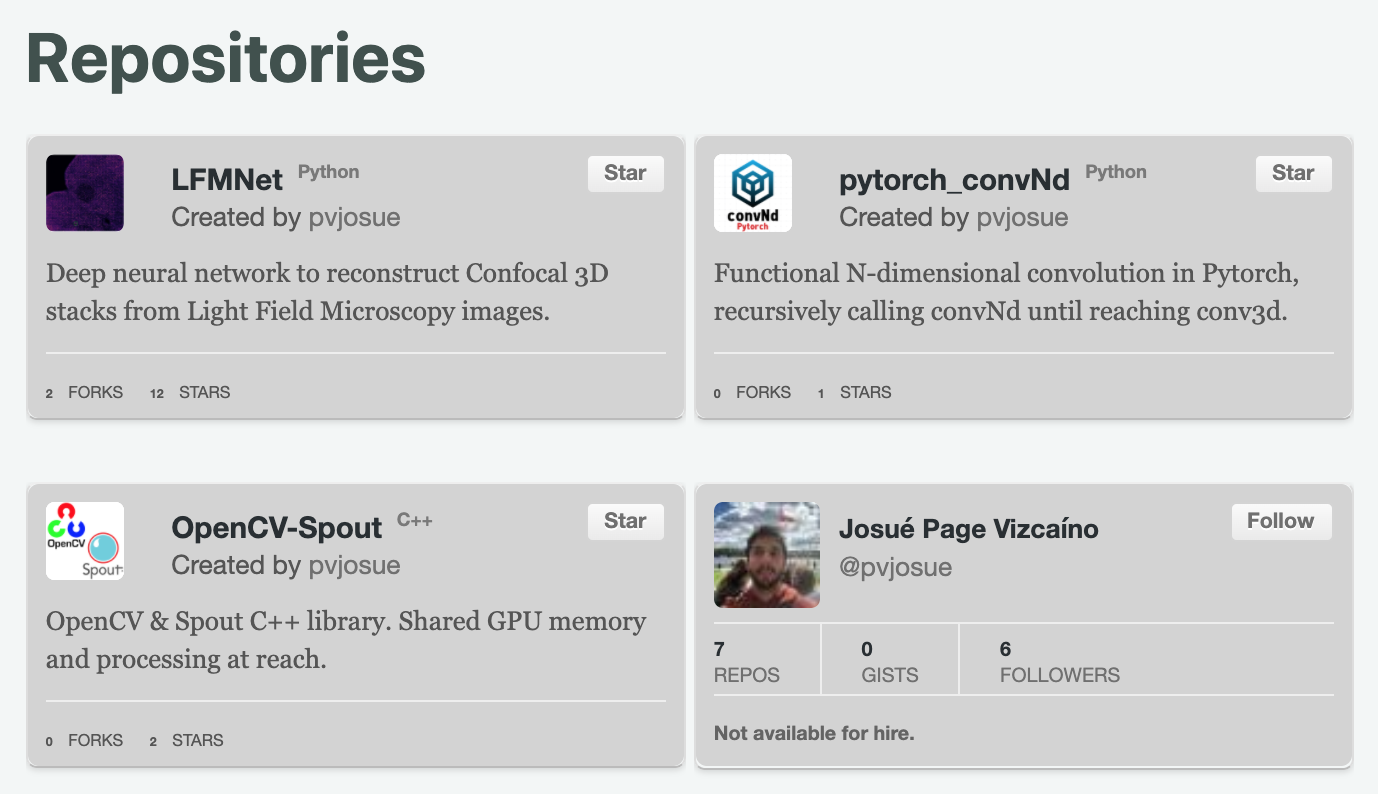 Repositories
LFMNet Python
Star
Created by pvjosue
Deep neural network to reconstruct Confocal 3D
stacks from Light Field Microscopy images.
2 FORKS 12 STARS
convNd
Pytorch
pytorch_convNd Python
Star
Created by pvjosue
Functional N-dimensional convolution in Pytorch,
recursively calling convNd until reaching conv3d.
0 FORKS 1 STARS
OpenCV
Spout
OpenCV-Spout C++
Star
Created by pvjosue
OpenCV & Spout C++ library. Shared GPU memory
and processing at reach.
0 FORKS 2 STARS
Josué Page Vizcaíno
Follow
@pvjosue
7 0 6
REPOS GISTS FOLLOWERS
Not available for hire.